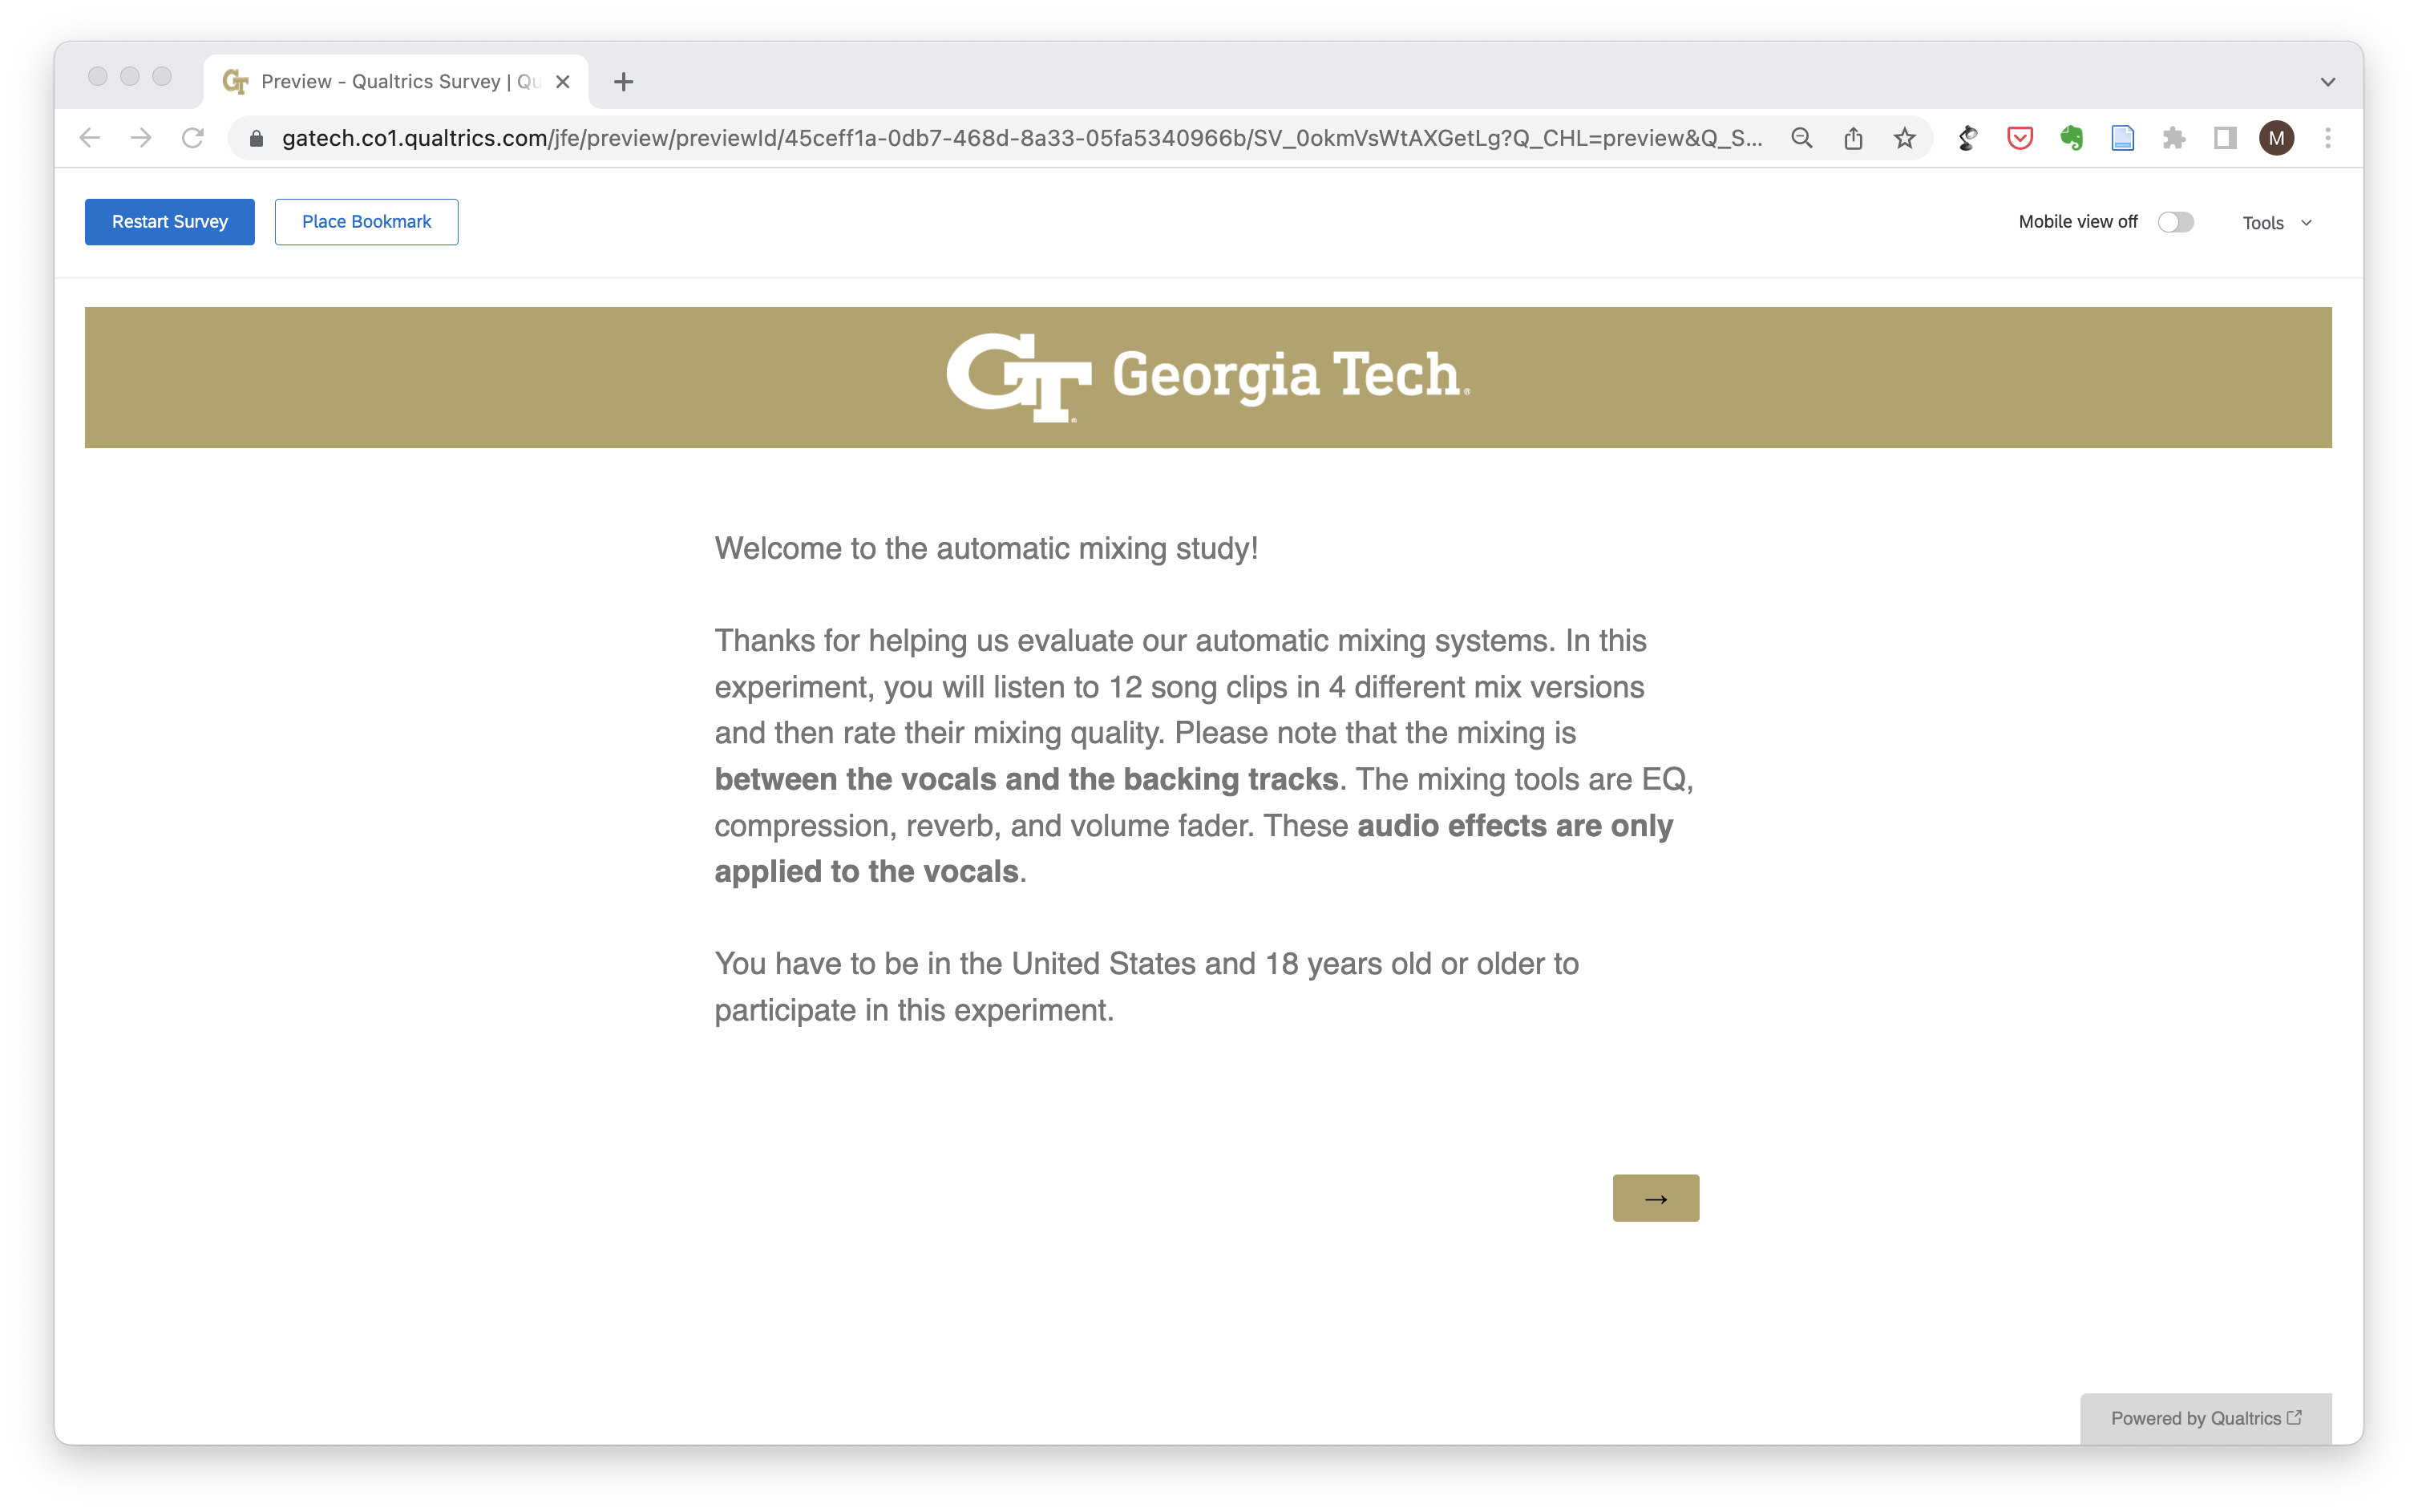 Preview - Qualtrics Survey | Qu
gatech.co1.qualtrics.com/jfe/preview/previewId/45ceff1a-0db7-468d-8a33-05fa5340966b/SV_0okmVsWtAXGetLg?Q_CHL=preview&Q_S...
M
Restart Survey
Place Bookmark
Mobile view off
Tools
GT Georgia Tech®
Welcome to the automatic mixing study!
Thanks for helping us evaluate our automatic mixing systems. In this
experiment, you will listen to 12 song clips in 4 different mix versions
and then rate their mixing quality. Please note that the mixing is
between the vocals and the backing tracks. The mixing tools are EQ,
compression, reverb, and volume fader. These audio effects are only
applied to the vocals.
You have to be in the United States and 18 years old or older to
participate in this experiment.
→
Powered by Qualtrics